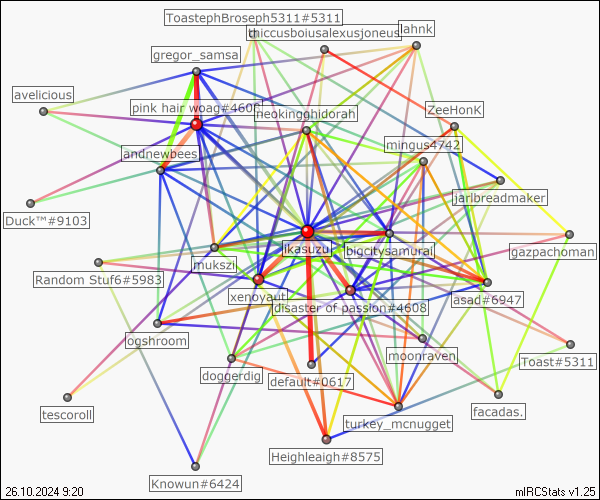 ToastephBroseph5311#5311
thiccusboiusalexusjoneus
lahnk
gregor_samsa
avelicious
pink hair woag#4606
neokingghidorah
ZeeHonK
mingus4742
andnewbees
jarlbreadmaker
Duck™#9103
ikasuzu
bigcitysamurai
gazpachoman
mukszi
Random Stuf6#5983
xenoyaut
disaster of passion#4608
asad#6947
ogshroom
moonraven
Toast#5311
doggerdig
default#0617
tescoroll
facadas.
turkey_mcnugget
Heighleaigh#8575
Knowun#6424
26.10.2024 9:20
mIRCStats v1.25